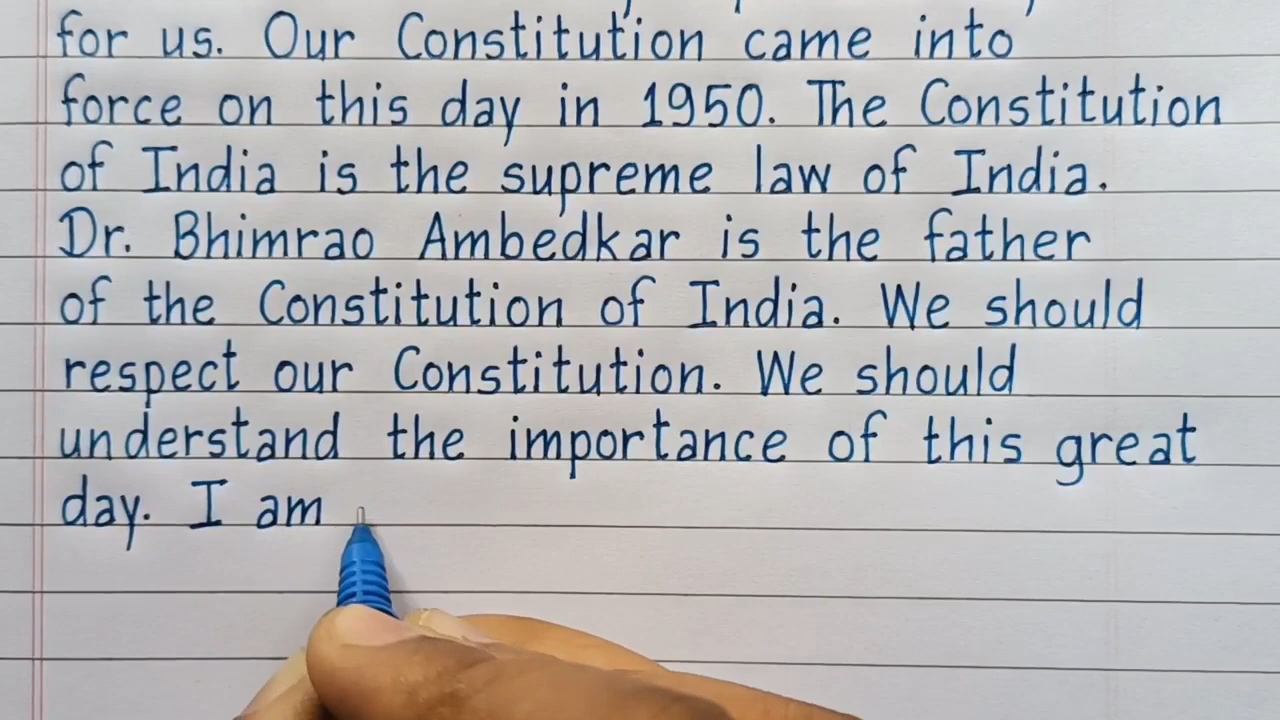 for us. Our Constitution came into
force on this day in 1950. The Constitution
of India is the supreme law of India.
Dr. Bhimrao Ambedkar is the father
of the Constitution of India. We should
respect our Constitution. We should
understand the importance of this great
day. I am